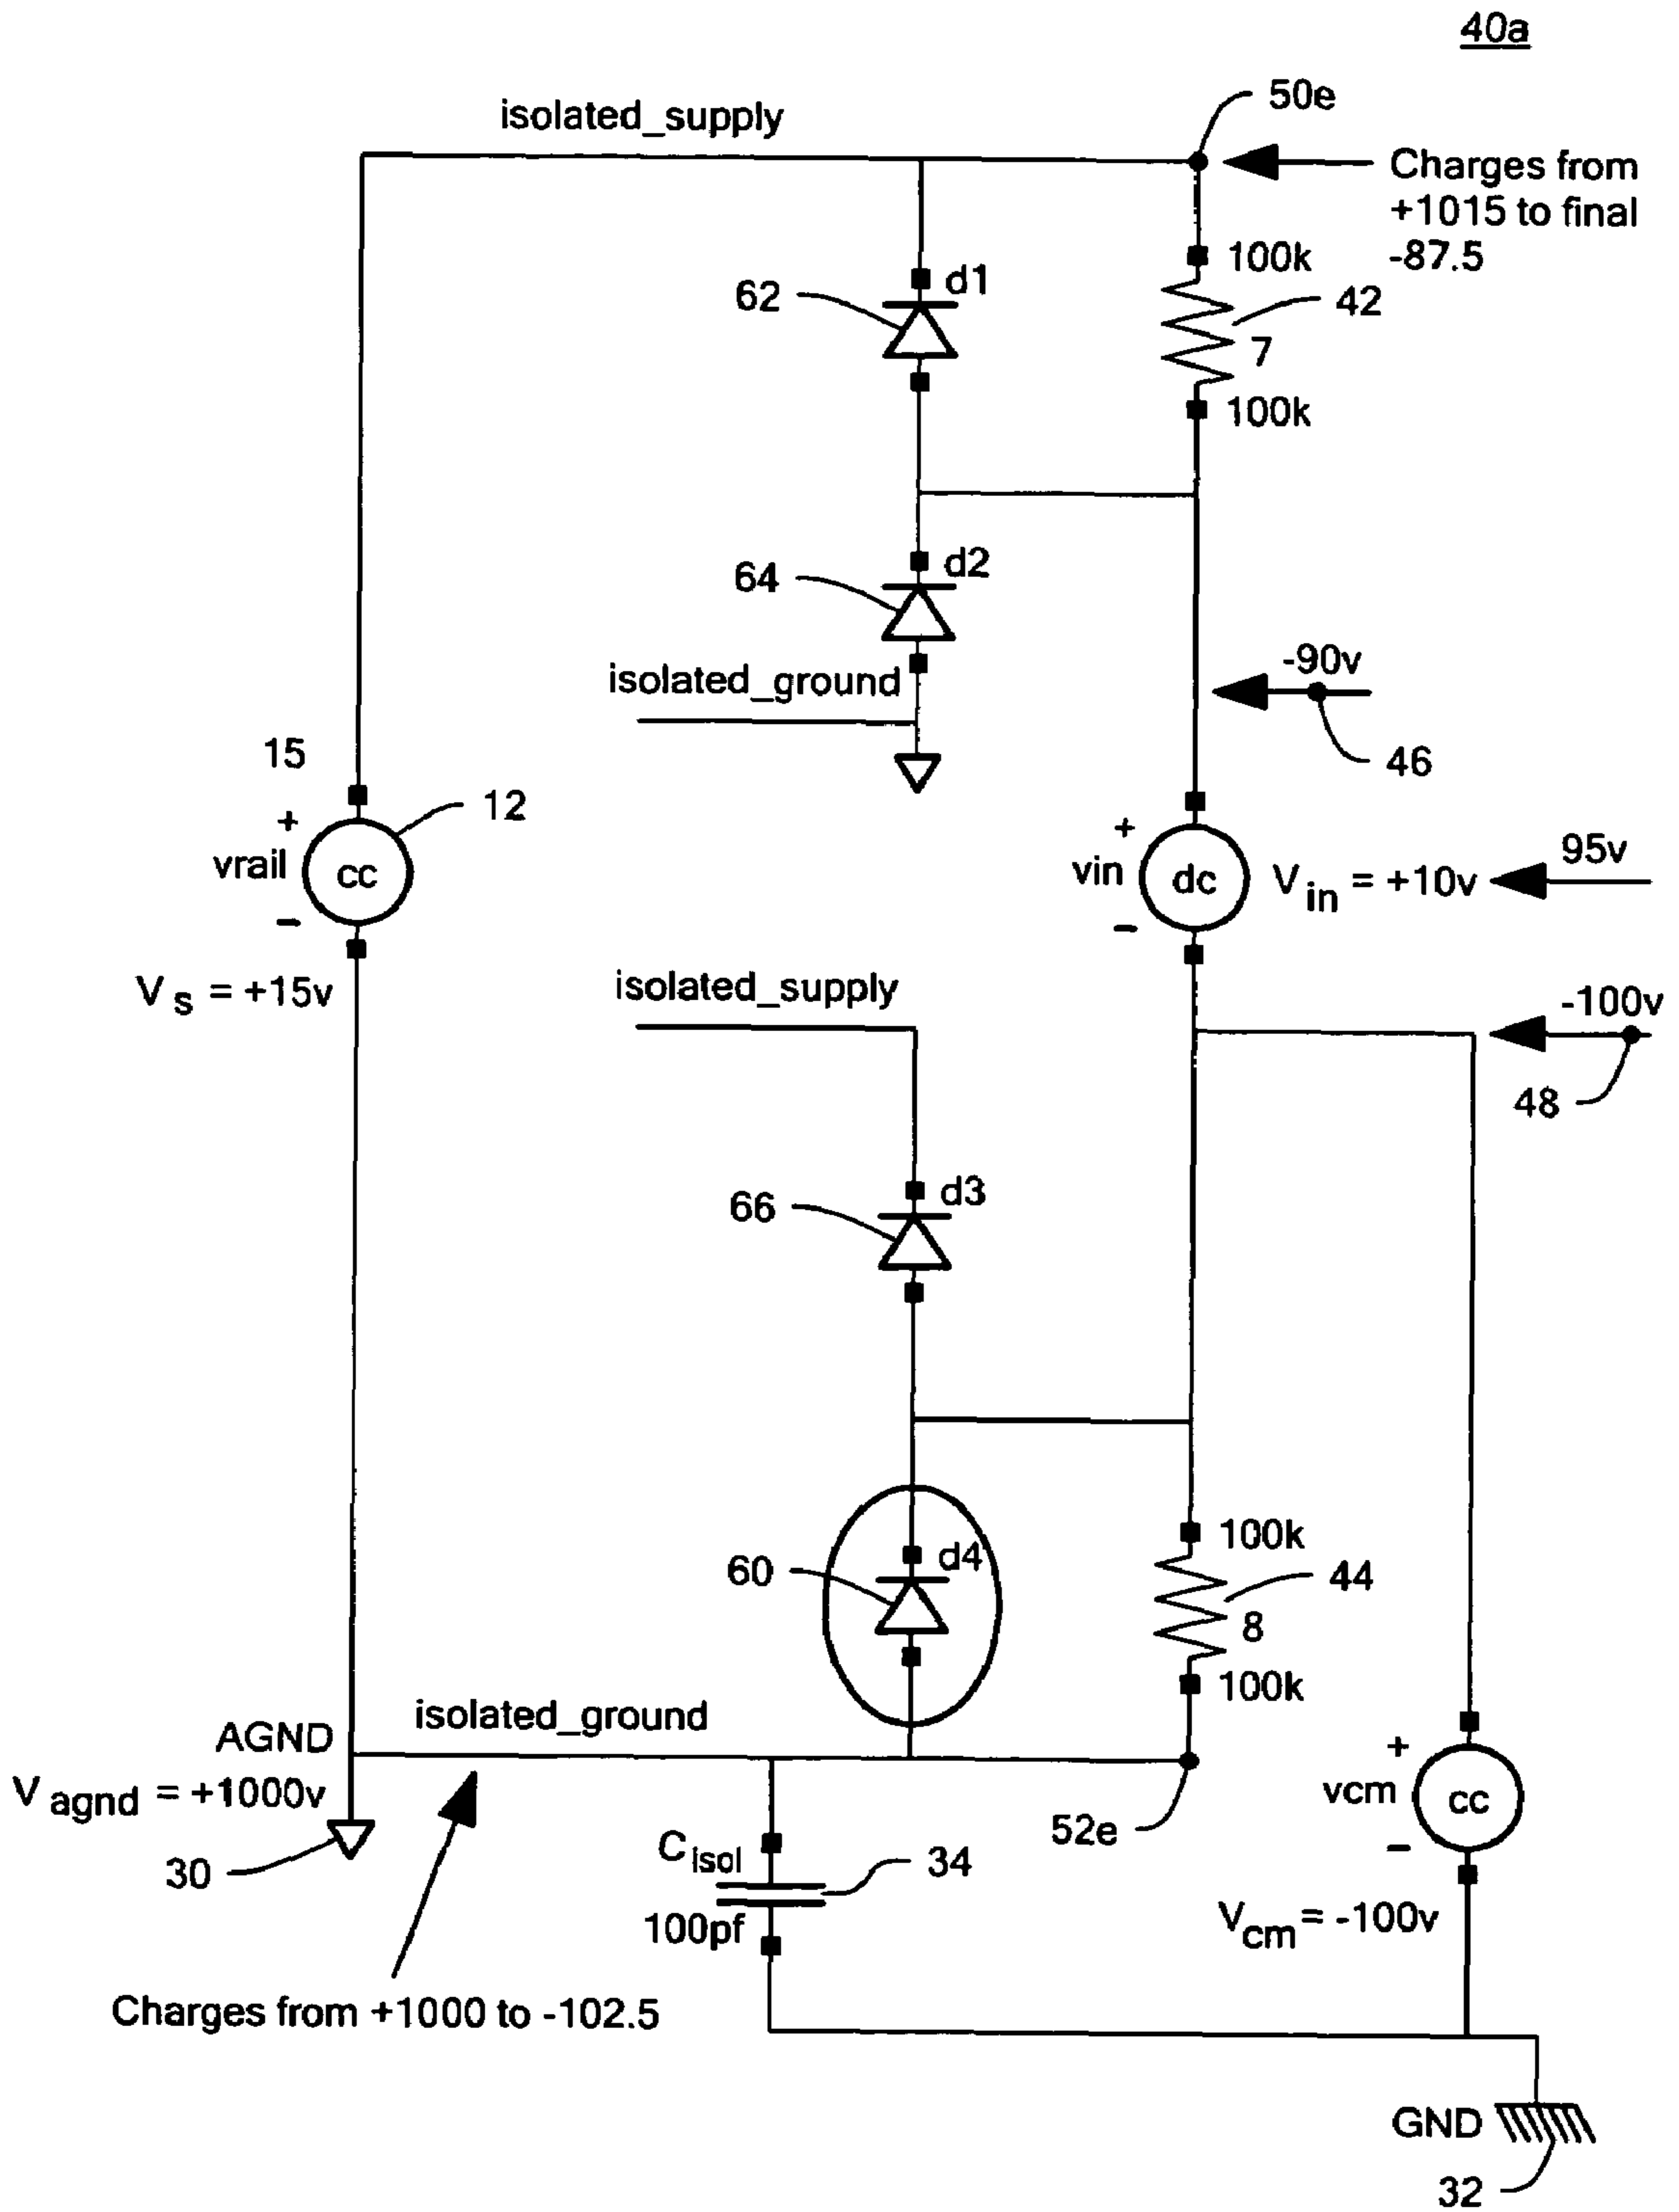 40a
50e
isolated_supply
Charges from
+1015 to final
-87.5
d1
100k
62
42
7
100k
d2
64
-90v
isolated_ground
46
15
12
+
vrail
cc
-
+
vin
dc
-
V in = +10v
95v
V s = +15v
isolated_supply
-100v
48
d3
66
100k
d4
60
44
8
100k
isolated_ground
AGND
V agnd = +1000v
30
52e
C isol
34
100pf
+
vcm
cc
-
V cm = -100v
Charges from +1000 to -102.5
GND
32